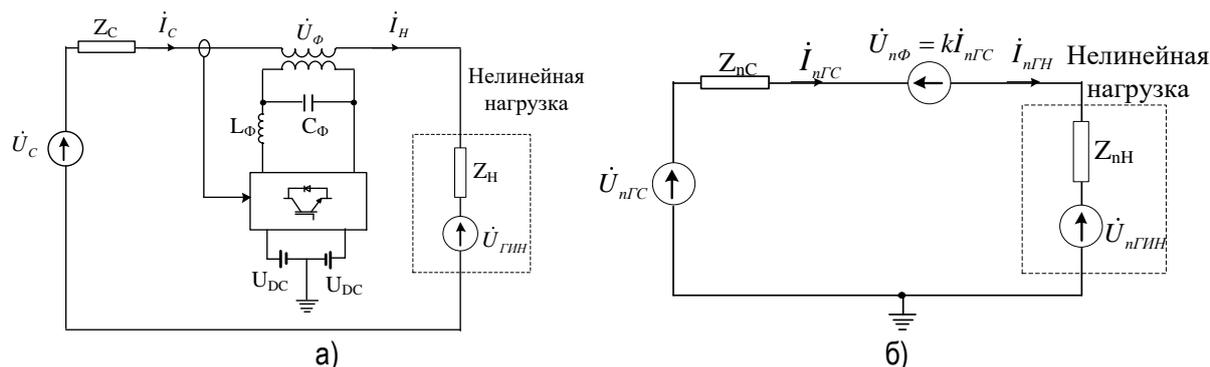 Z_C
İ_C
U̇_Ф
İ_Н
Нелинейная
нагрузка
L_Ф
C_Ф
U̇_C
Z_Н
U̇_ГИН
U_DC
U_DC
а)
Z_nC
İ_nГС
U̇_nФ = kİ_nГС
İ_nГН
Нелинейная
нагрузка
Z_nН
U̇_nГС
U̇_nГИН
б)